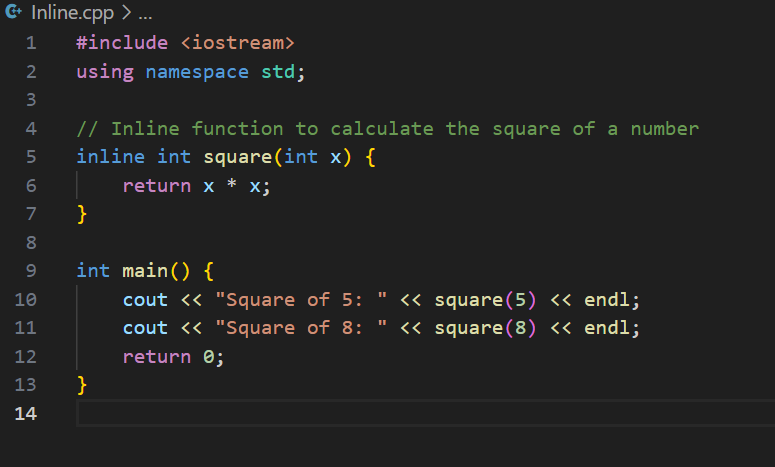 Inline.cpp > ...
1 #include <iostream>
2 using namespace std;
3
4 // Inline function to calculate the square of a number
5 inline int square(int x) {
6     return x * x;
7 }
8
9 int main() {
10     cout << "Square of 5: " << square(5) << endl;
11     cout << "Square of 8: " << square(8) << endl;
12     return 0;
13 }
14